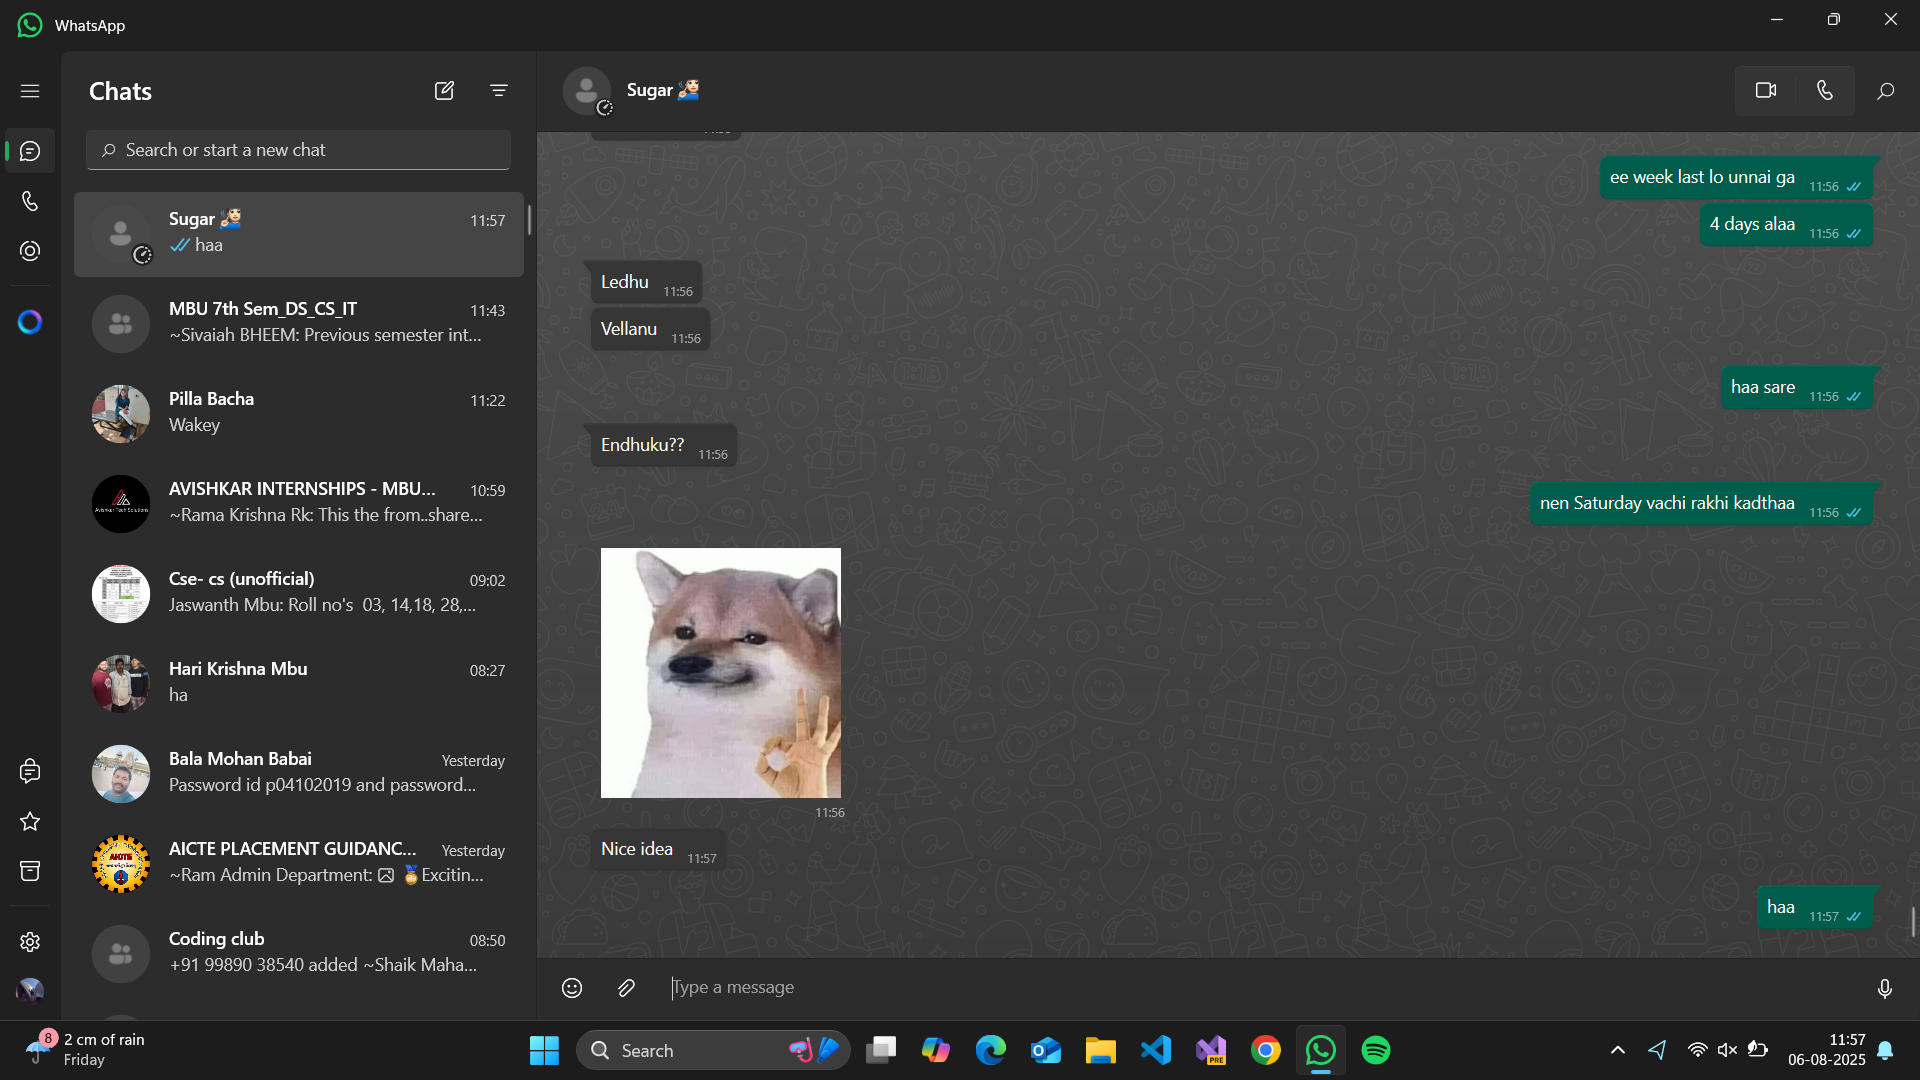 WhatsApp
Chats
Search or start a new chat
Sugar 💁🏻‍♀️ 11:57
haa
MBU 7th Sem_DS_CS_IT 11:43
~Sivaiah BHEEM: Previous semester int...
Pilla Bacha 11:22
Wakey
AVISHKAR INTERNSHIPS - MBU... 10:59
~Rama Krishna Rk: This the from..share...
Cse- cs (unofficial) 09:02
Jaswanth Mbu: Roll no's 03, 14,18, 28,...
Hari Krishna Mbu 08:27
ha
Bala Mohan Babai Yesterday
Password id p04102019 and password...
AICTE PLACEMENT GUIDANC... Yesterday
~Ram Admin Department: 🏅Excitin...
Coding club 08:50
+91 99890 38540 added ~Shaik Maha...
Sugar 💁🏻‍♀️
ee week last lo unnai ga 11:56
4 days alaa 11:56
Ledhu 11:56
Vellanu 11:56
haa sare 11:56
Endhuku?? 11:56
nen Saturday vachi rakhi kadthaa 11:56
11:56
Nice idea 11:57
haa 11:57
Type a message
8
2 cm of rain
Friday
Search
PRE
11:57
06-08-2025